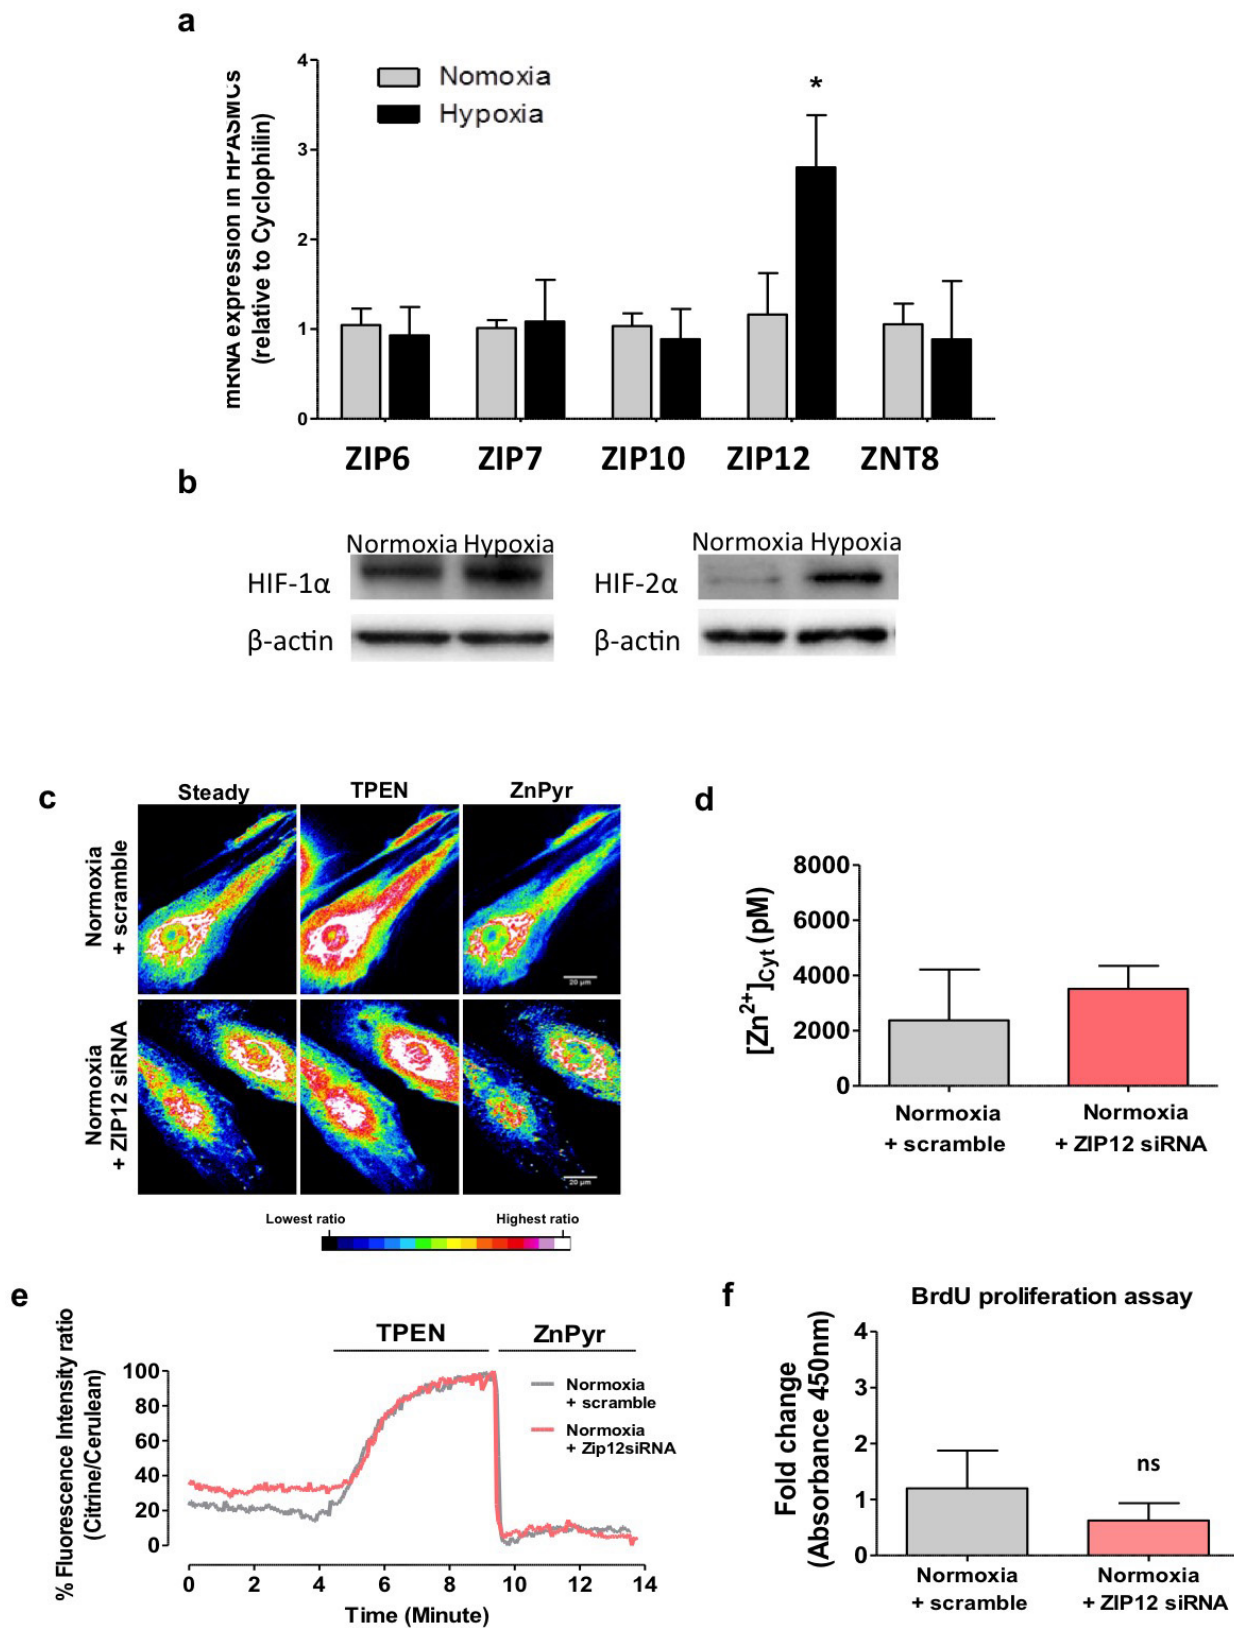 a
mRNA expression in HPASMCs
(relative to Cyclophilin)
4
3
2
1
0
Nomoxia
Hypoxia
*
ZIP6 ZIP7 ZIP10 ZIP12 ZNT8
b
Normoxia Hypoxia
HIF-1α
β-actin
Normoxia Hypoxia
HIF-2α
β-actin
c
Steady TPEN ZnPyr
Normoxia
+ scramble
20 µm
Normoxia
+ ZIP12 siRNA
20 µm
Lowest ratio Highest ratio
d
[Zn2+]Cyt (pM)
8000
6000
4000
2000
0
Normoxia
+ scramble
Normoxia
+ ZIP12 siRNA
e
% Fluorescence Intensity ratio
(Citrine/Cerulean)
TPEN ZnPyr
100
80
60
40
20
0
Normoxia
+ scramble
Normoxia
+ Zip12siRNA
0 2 4 6 8 10 12 14
Time (Minute)
f
BrdU proliferation assay
Fold change
(Absorbance 450nm)
4
3
2
1
0
ns
Normoxia
+ scramble
Normoxia
+ ZIP12 siRNA